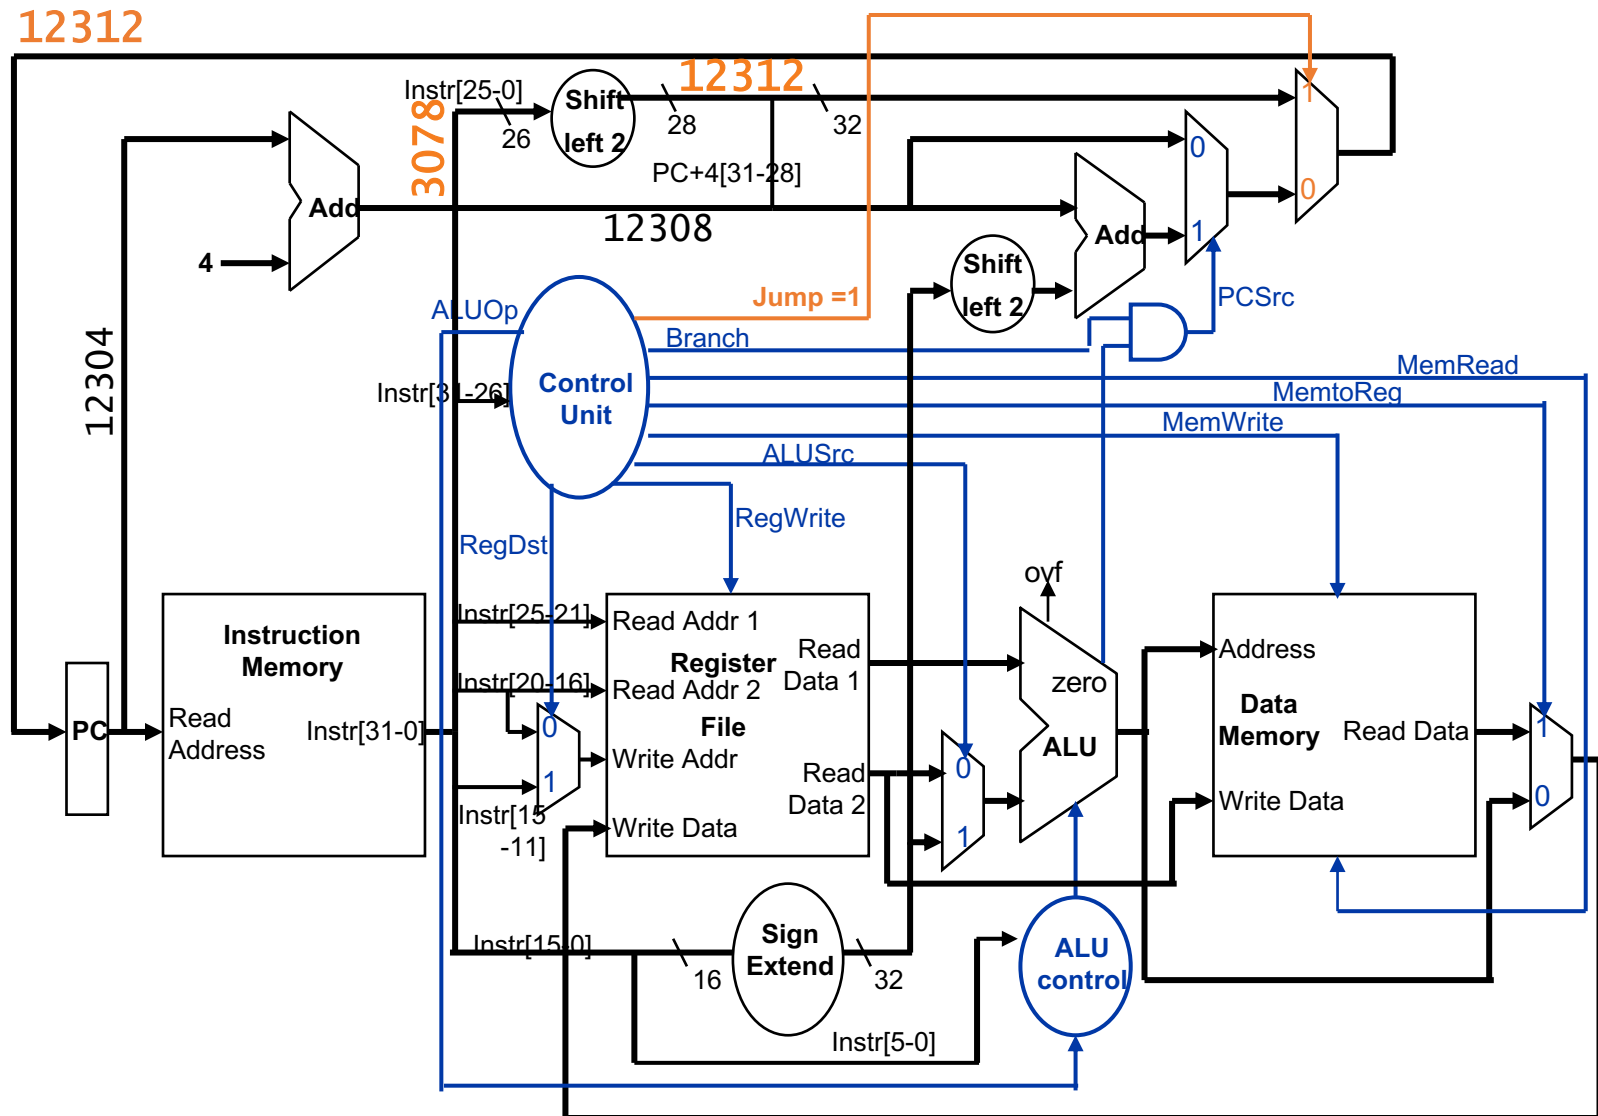 12312
Instr[25-0]
26
3078
Shift
left 2
28
12312
32
PC+4[31-28]
1
0
0
1
Add
4
12308
Add
Shift
left 2
12304
ALUOp
Jump =1
Branch
PCSrc
Instr[31-26]
Control
Unit
MemRead
MemtoReg
MemWrite
ALUSrc
RegWrite
RegDst
ovf
Instruction
Memory
Read
Address
Instr[31-0]
PC
Instr[25-21]
Instr[20-16]
0
1
Instr[15
-11]
Read Addr 1
Register
Read Addr 2
File
Write Addr
Write Data
Read
Data 1
Read
Data 2
0
1
zero
ALU
Address
Data
Memory
Read Data
Write Data
1
0
Instr[15-0]
16
Sign
Extend
32
ALU
control
Instr[5-0]